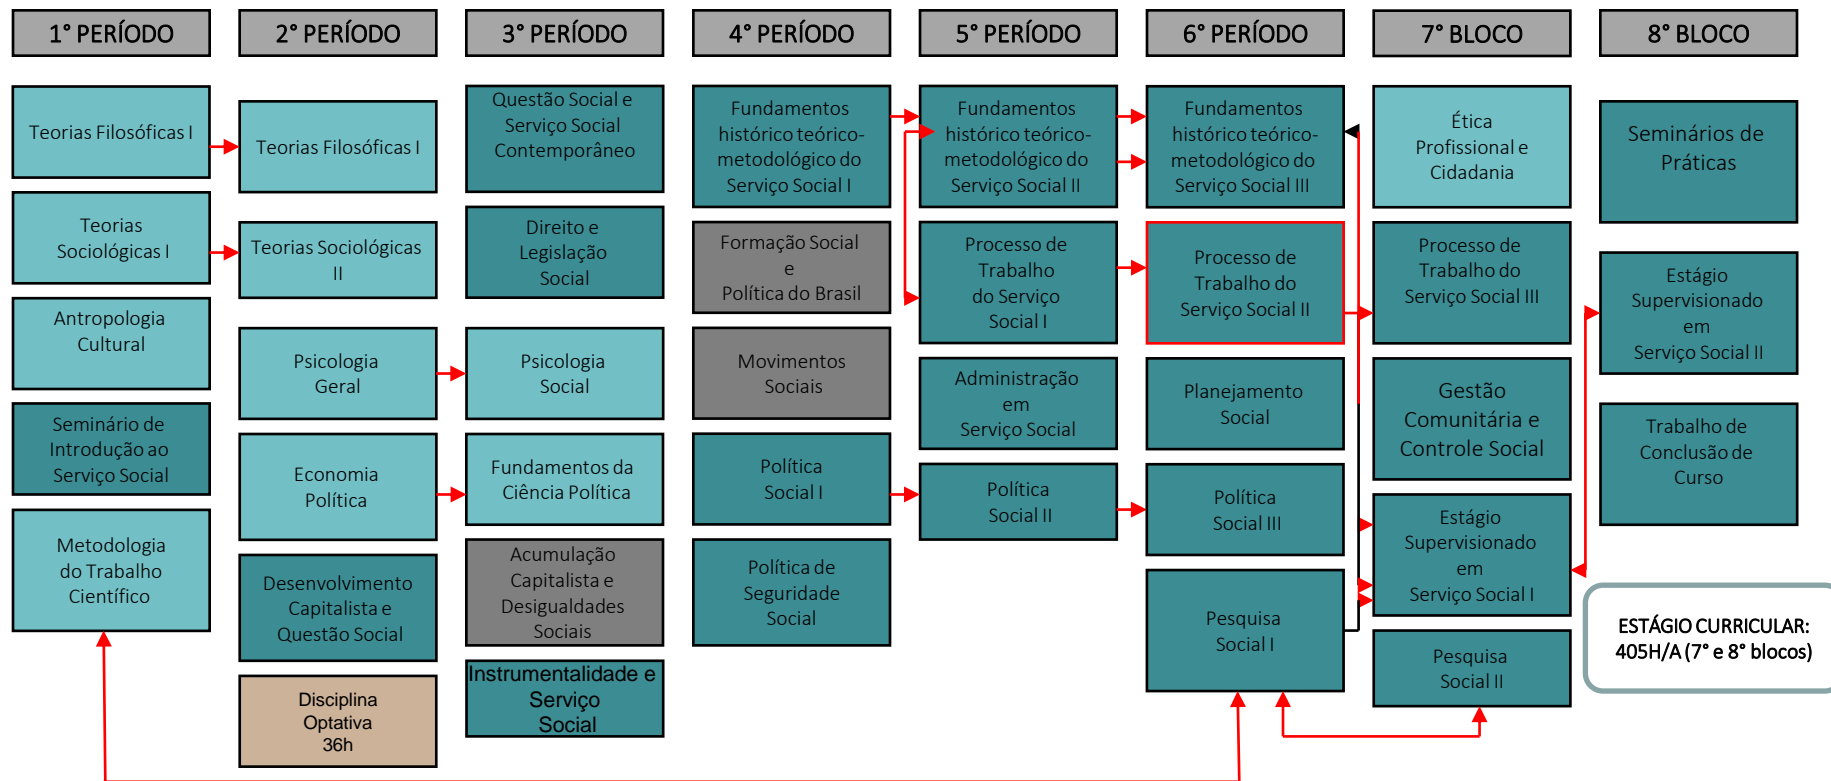 1° PERÍODO
2° PERÍODO
3° PERÍODO
4° PERÍODO
5° PERÍODO
6° PERÍODO
7° BLOCO
8° BLOCO
Teorias Filosóficas I
Teorias
Sociológicas I
Antropologia
Cultural
Seminário de
Introdução ao
Serviço Social
Metodologia
do Trabalho
Científico
Teorias Filosóficas I
Teorias Sociológicas
II
Psicologia
Geral
Economia
Política
Desenvolvimento
Capitalista e
Questão Social
Disciplina
Optativa
36h
Questão Social e
Serviço Social
Contemporâneo
Direito e
Legislação
Social
Psicologia
Social
Fundamentos da
Ciência Política
Acumulação
Capitalista e
Desigualdades
Sociais
Instrumentalidade e
Serviço
Social
Fundamentos
histórico teórico-
metodológico do
Serviço Social I
Formação Social
e
Política do Brasil
Movimentos
Sociais
Política
Social I
Política de
Seguridade
Social
Fundamentos
histórico teórico-
metodológico do
Serviço Social II
Processo de
Trabalho
do Serviço
Social I
Administração
em
Serviço Social
Política
Social II
Fundamentos
histórico teórico-
metodológico do
Serviço Social III
Processo de
Trabalho do
Serviço Social II
Planejamento
Social
Política
Social III
Pesquisa
Social I
Ética
Profissional e
Cidadania
Processo de
Trabalho do
Serviço Social III
Gestão
Comunitária e
Controle Social
Estágio
Supervisionado
em
Serviço Social I
Pesquisa
Social II
Seminários de
Práticas
Estágio
Supervisionado
em
Serviço Social II
Trabalho de
Conclusão de
Curso
ESTÁGIO CURRICULAR:
405H/A (7° e 8° blocos)